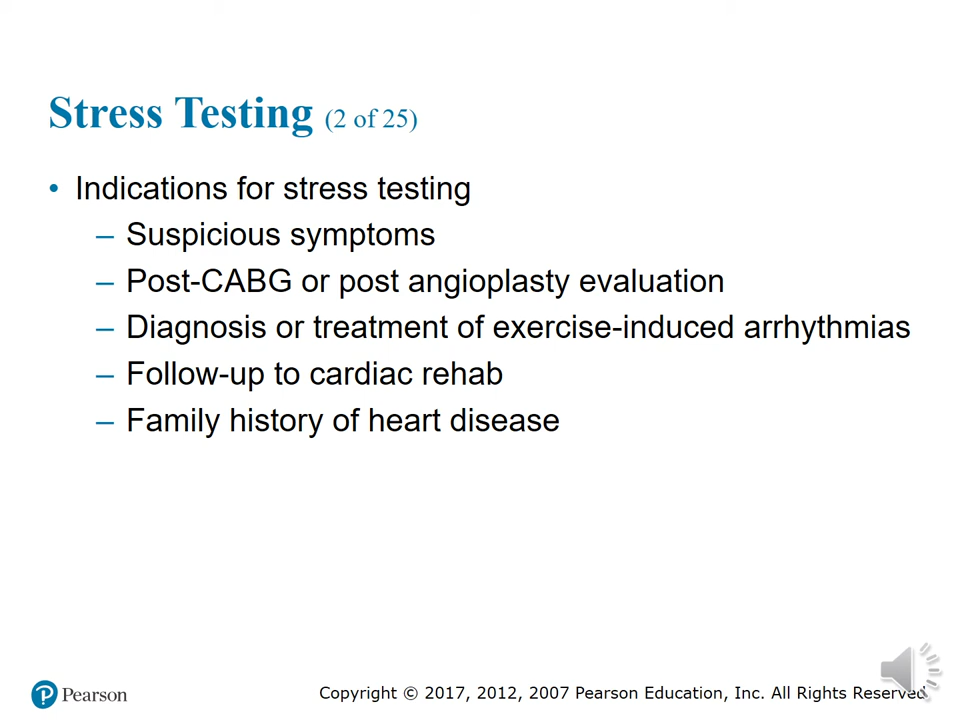 Stress Testing (2 of 25)
• Indications for stress testing
– Suspicious symptoms
– Post-CABG or post angioplasty evaluation
– Diagnosis or treatment of exercise-induced arrhythmias
– Follow-up to cardiac rehab
– Family history of heart disease
Pearson
Copyright © 2017, 2012, 2007 Pearson Education, Inc. All Rights Reserved